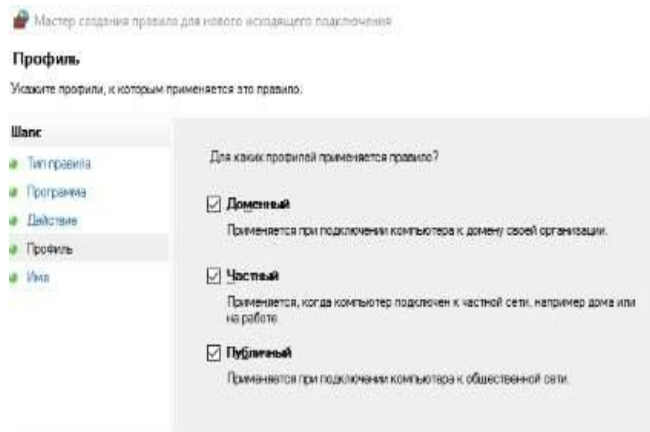 Мастер создания правила для нового исходящего подключения
Профиль
Укажите профили, к которым применяется это правило.
Шаги:
Тип правила
Программа
Действие
Профиль
Имя
Для каких профилей применяется правило?
Доменный
Применяется при подключении компьютера к домену своей организации.
Частный
Применяется, когда компьютер подключен к частной сети, например дома или
на работе.
Публичный
Применяется при подключении компьютера к общественной сети.